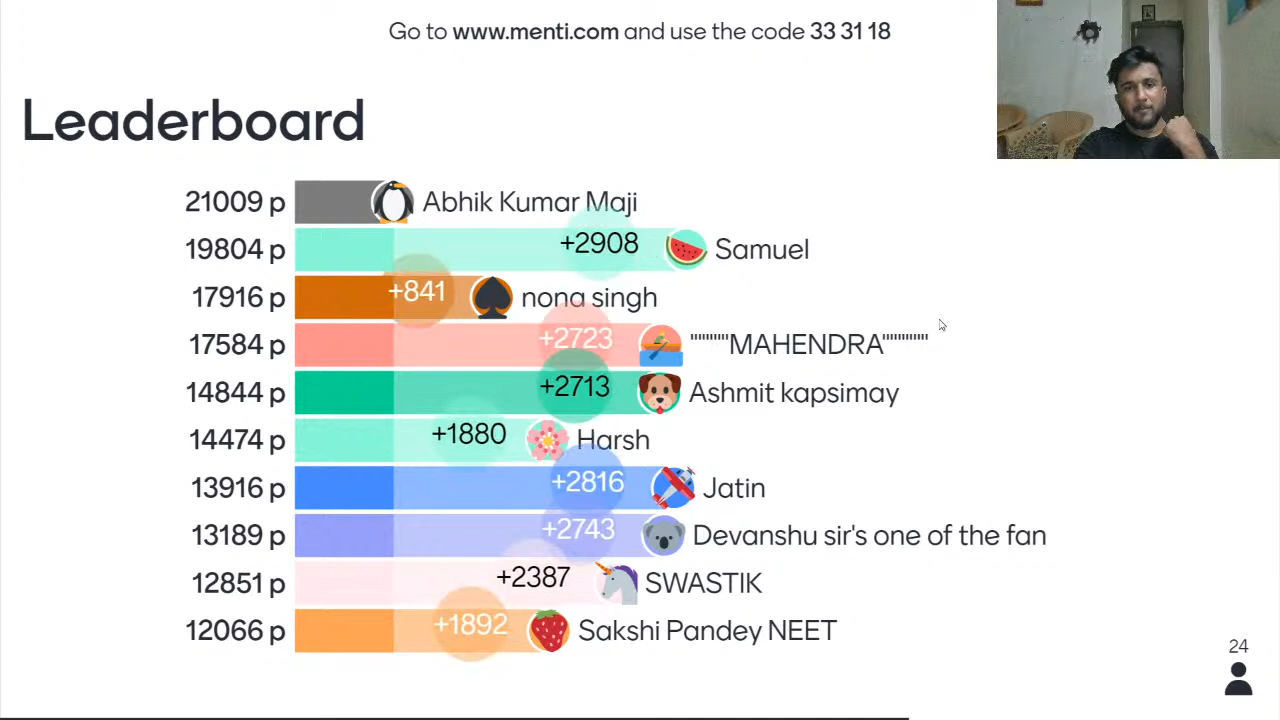 Go to www.menti.com and use the code 33 31 18
Leaderboard
21009 p Abhik Kumar Maji
19804 p +2908 Samuel
17916 p +841 nona singh
17584 p +2723 """""MAHENDRA""""""
14844 p +2713 Ashmit kapsimay
14474 p +1880 Harsh
13916 p +2816 Jatin
13189 p +2743 Devanshu sir's one of the fan
12851 p +2387 SWASTIK
12066 p +1892 Sakshi Pandey NEET
24